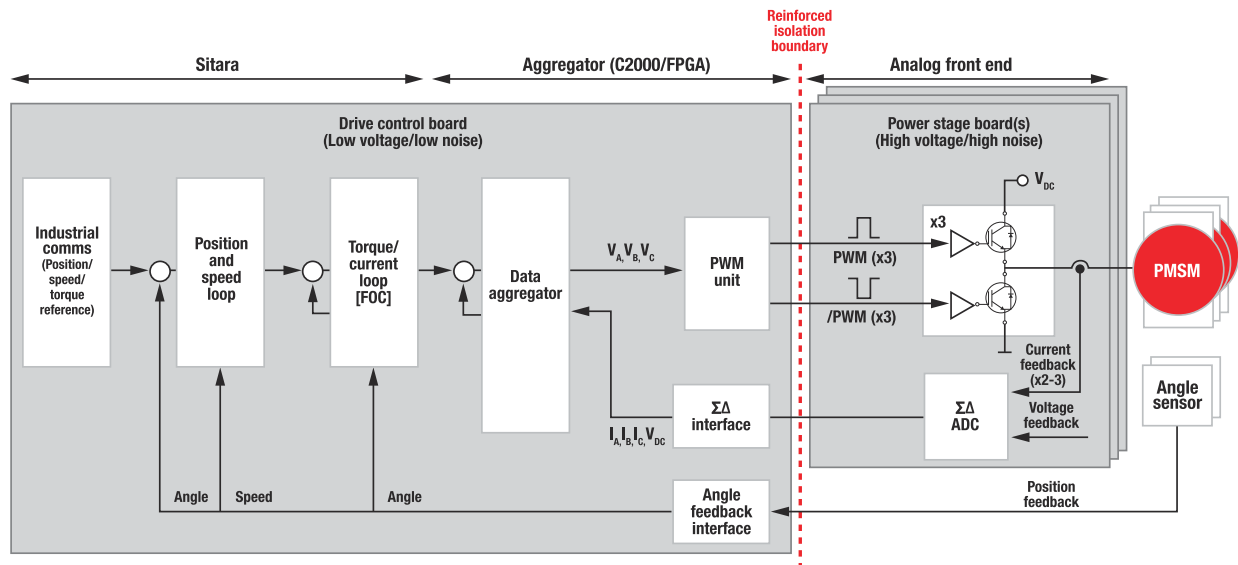 Reinforced
isolation
boundary
Sitara
Aggregator (C2000/FPGA)
Analog front end
Drive control board
(Low voltage/low noise)
Power stage board(s)
(High voltage/high noise)
Industrial
comms
(Position/
speed/
torque
reference)
Position
and
speed
loop
Torque/
current
loop
[FOC]
Data
aggregator
VA,VB,VC
PWM
unit
PWM (x3)
/PWM (x3)
x3
VDC
PMSM
Current
feedback
(x2-3)
Voltage
feedback
ΣΔ
ADC
ΣΔ
interface
IA,IB,IC,VDC
Angle
sensor
Position
feedback
Angle
feedback
interface
Angle
Speed
Angle